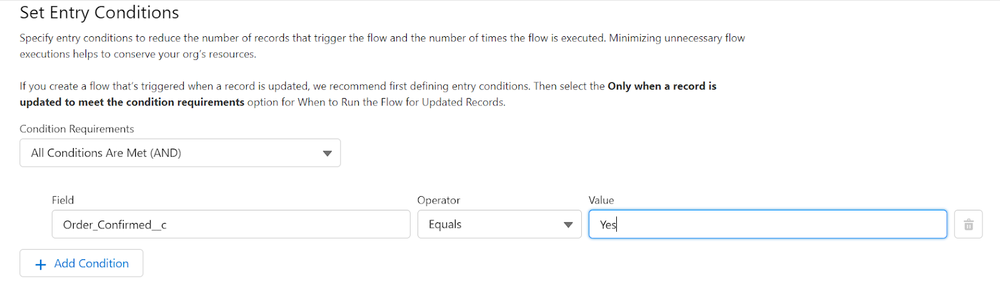 Set Entry Conditions
Specify entry conditions to reduce the number of records that trigger the flow and the number of times the flow is executed. Minimizing unnecessary flow
executions helps to conserve your org's resources.
If you create a flow that's triggered when a record is updated, we recommend first defining entry conditions. Then select the Only when a record is
updated to meet the condition requirements option for When to Run the Flow for Updated Records.
Condition Requirements
All Conditions Are Met (AND)
Field Operator Value
Order_Confirmed__c Equals Yes
+ Add Condition